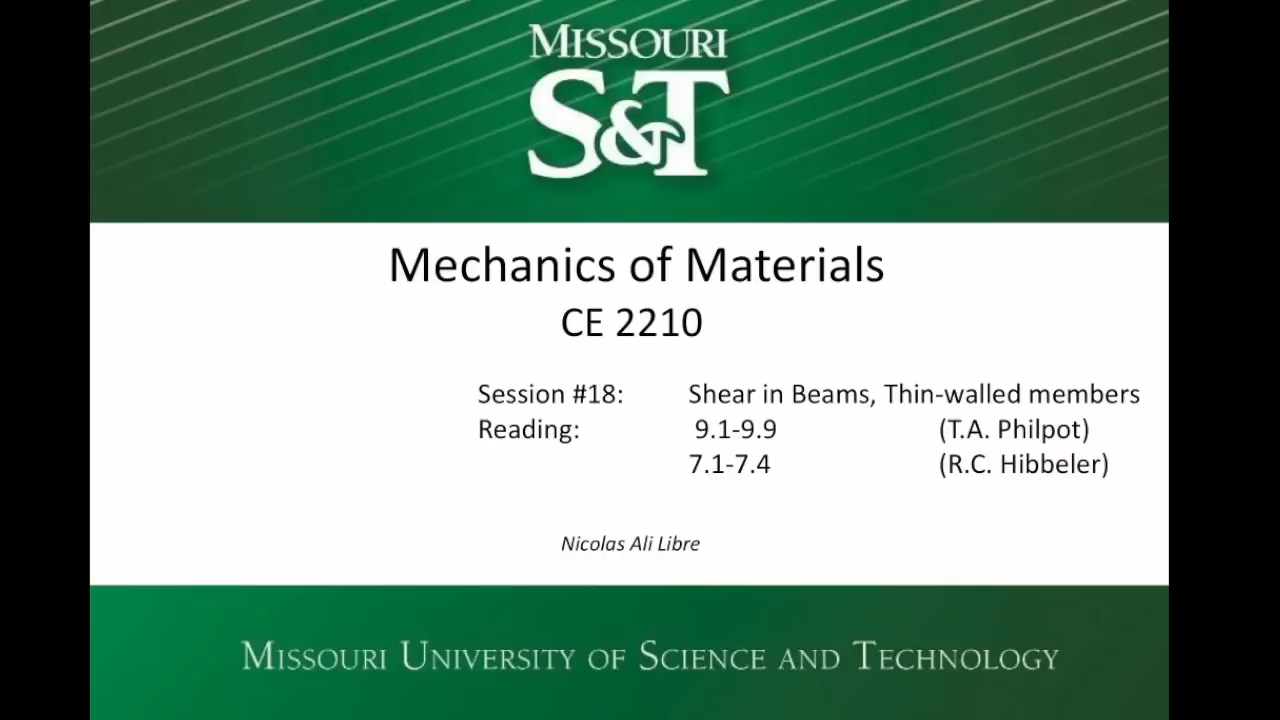 MISSOURI
S&T
Mechanics of Materials
CE 2210
Session #18: Shear in Beams, Thin-walled members
Reading: 9.1-9.9 (T.A. Philpot)
7.1-7.4 (R.C. Hibbeler)
Nicolas Ali Libre
MISSOURI UNIVERSITY OF SCIENCE AND TECHNOLOGY